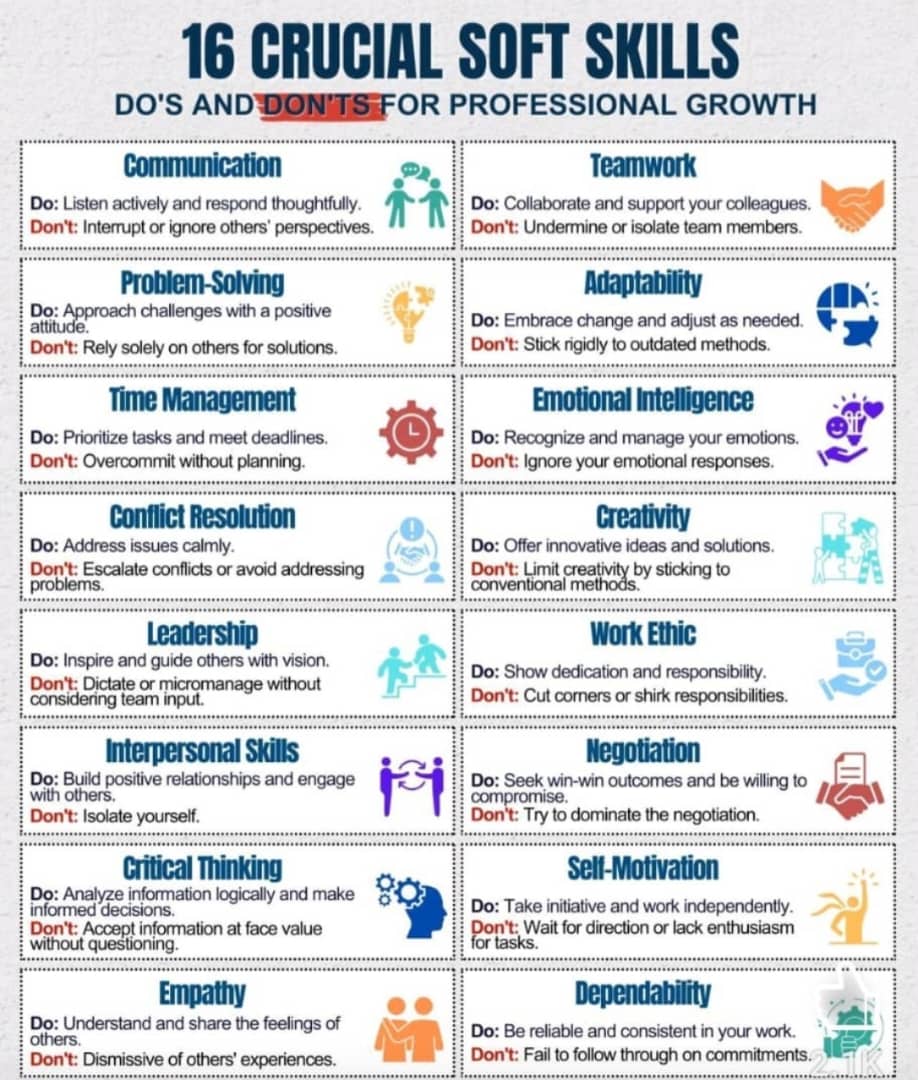 16 CRUCIAL SOFT SKILLS
DO'S AND DON'TS FOR PROFESSIONAL GROWTH
Communication
Do: Listen actively and respond thoughtfully.
Don't: Interrupt or ignore others' perspectives.
Teamwork
Do: Collaborate and support your colleagues.
Don't: Undermine or isolate team members.
Problem-Solving
Do: Approach challenges with a positive
attitude.
Don't: Rely solely on others for solutions.
Adaptability
Do: Embrace change and adjust as needed.
Don't: Stick rigidly to outdated methods.
Time Management
Do: Prioritize tasks and meet deadlines.
Don't: Overcommit without planning.
Emotional Intelligence
Do: Recognize and manage your emotions.
Don't: Ignore your emotional responses.
Conflict Resolution
Do: Address issues calmly.
Don't: Escalate conflicts or avoid addressing
problems.
Creativity
Do: Offer innovative ideas and solutions.
Don't: Limit creativity by sticking to
conventional methods.
Leadership
Do: Inspire and guide others with vision.
Don't: Dictate or micromanage without
considering team input.
Work Ethic
Do: Show dedication and responsibility.
Don't: Cut corners or shirk responsibilities.
Interpersonal Skills
Do: Build positive relationships and engage
with others.
Don't: Isolate yourself.
Negotiation
Do: Seek win-win outcomes and be willing to
compromise.
Don't: Try to dominate the negotiation.
Critical Thinking
Do: Analyze information logically and make
informed decisions.
Don't: Accept information at face value
without questioning.
Self-Motivation
Do: Take initiative and work independently.
Don't: Wait for direction or lack enthusiasm
for tasks.
Empathy
Do: Understand and share the feelings of
others.
Don't: Dismissive of others' experiences.
Dependability
Do: Be reliable and consistent in your work.
Don't: Fail to follow through on commitments.
2.1K